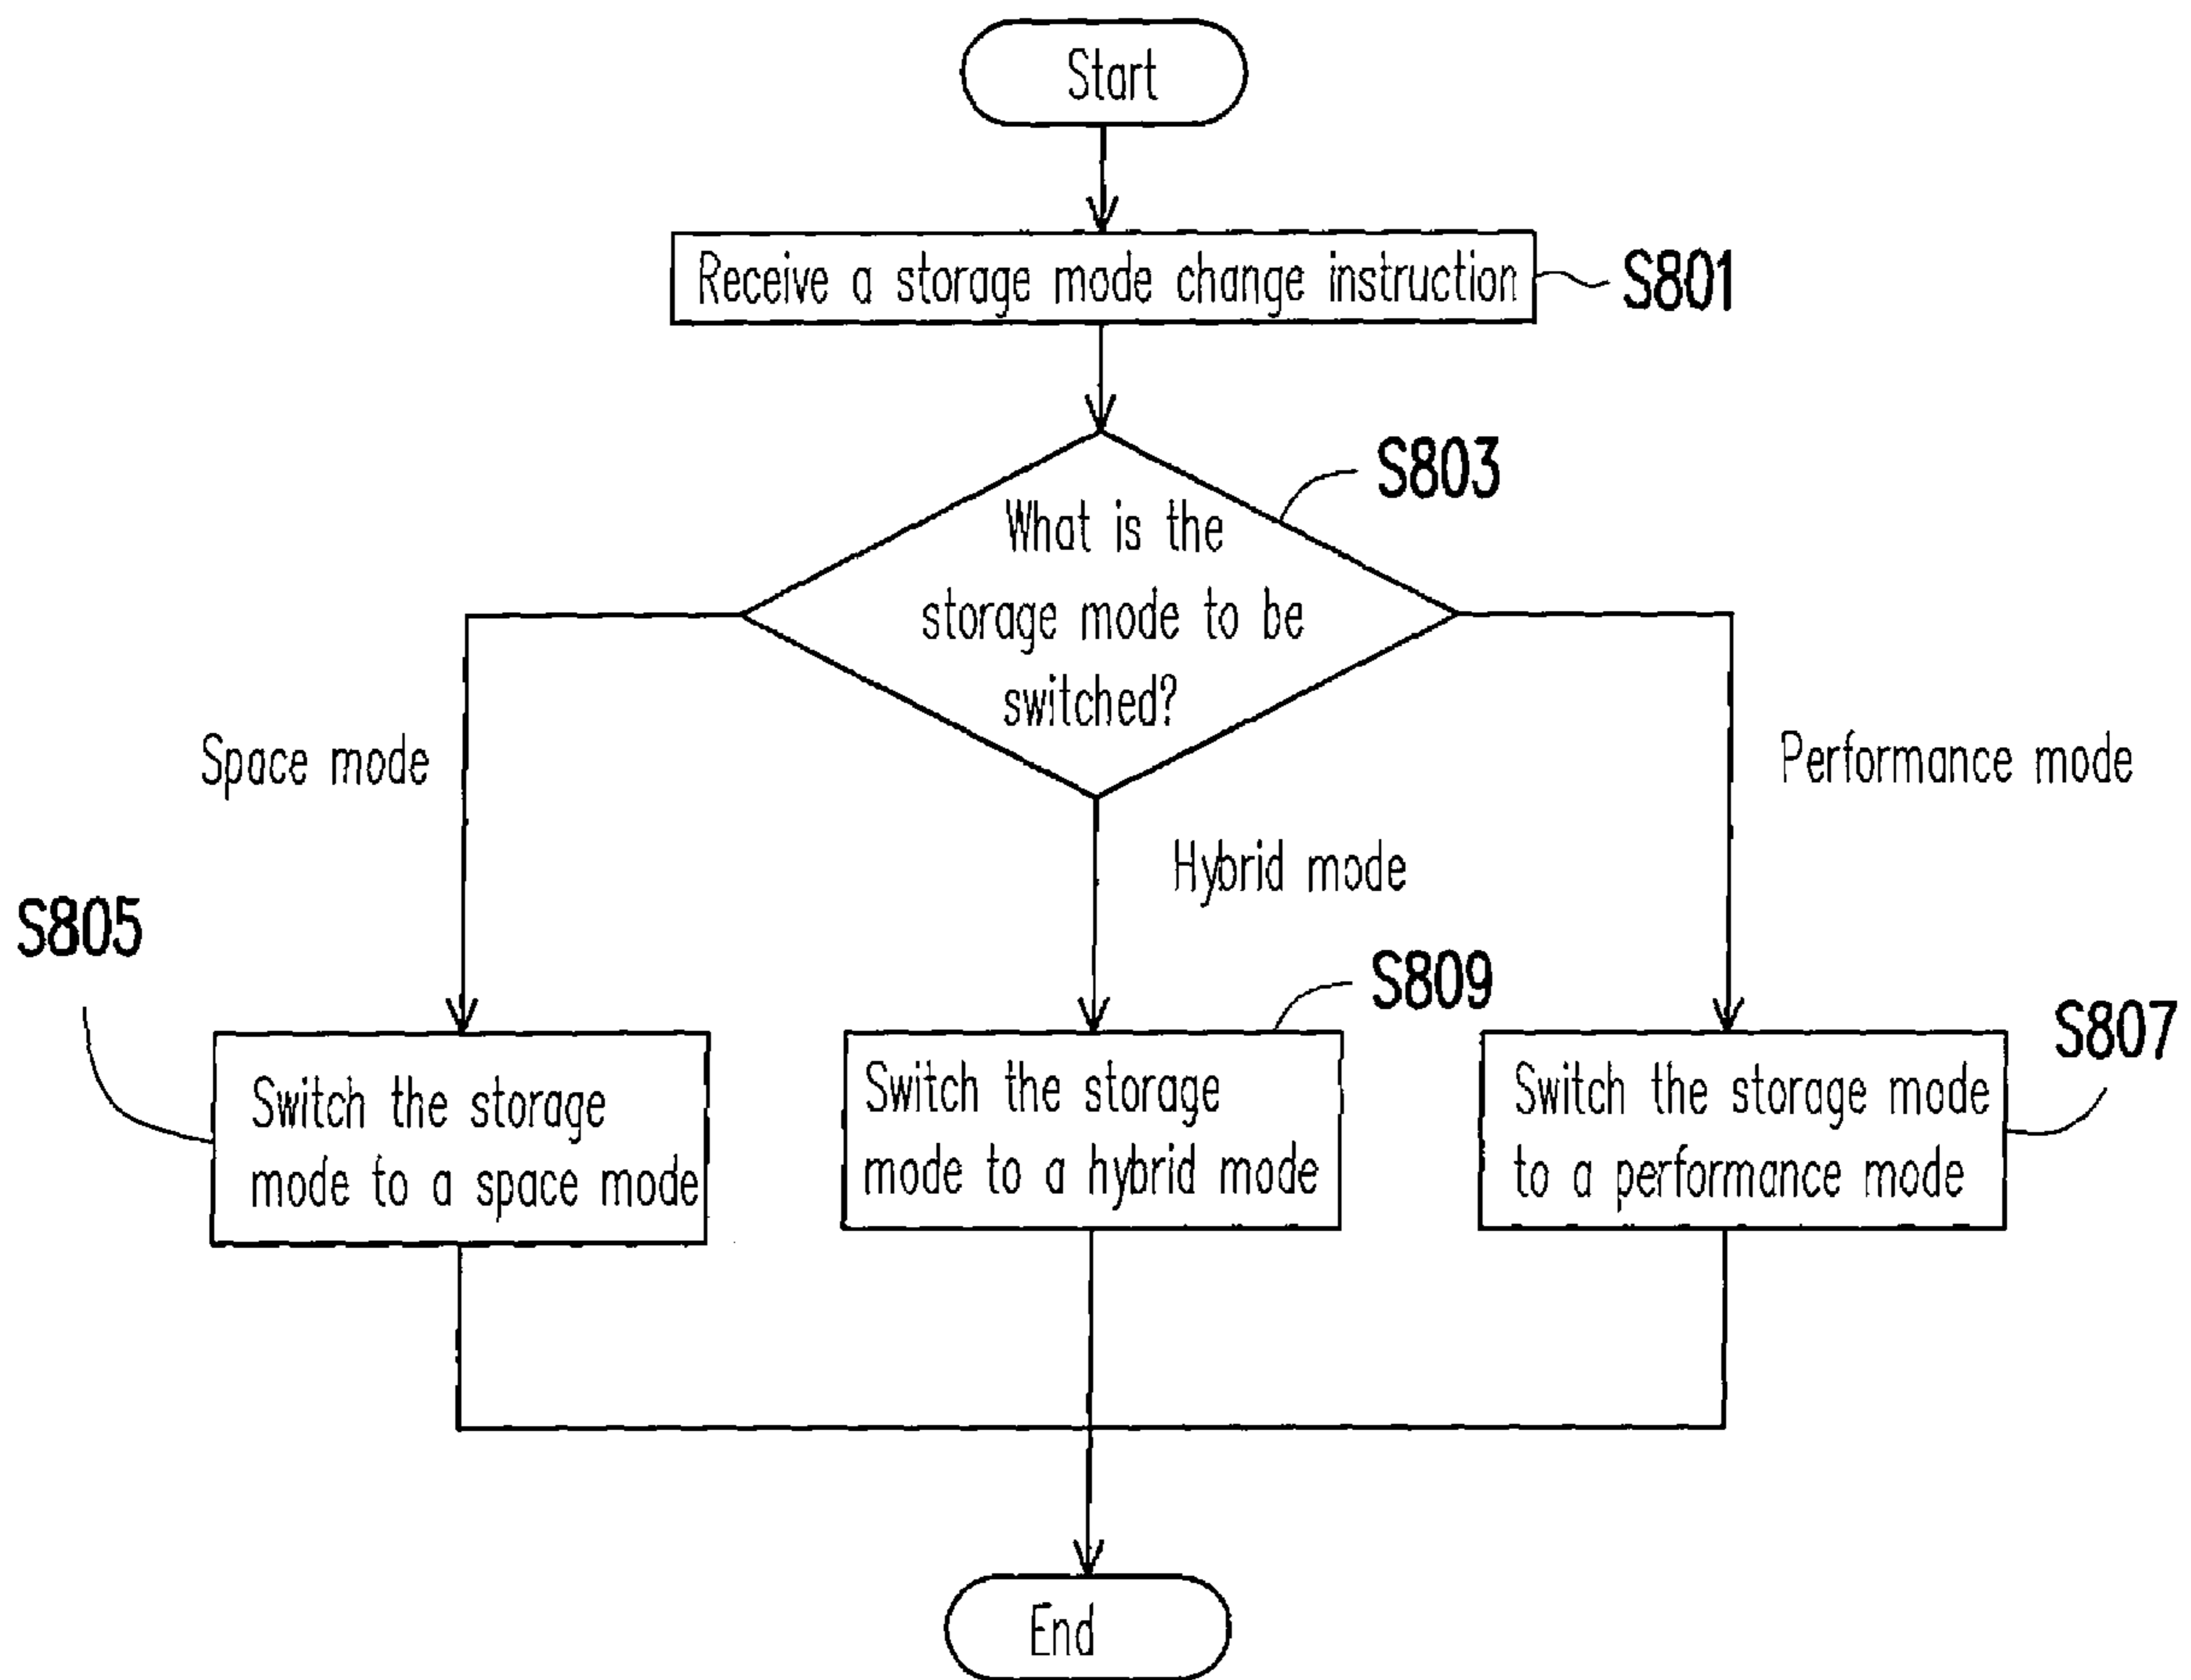 Start
Receive a storage mode change instruction
S801
S803
What is the
storage mode to be
switched?
Space mode
Performance mode
Hybrid mode
S805
S809
S807
Switch the storage
mode to a space mode
Switch the storage
mode to a hybrid mode
Switch the storage mode
to a performance mode
End